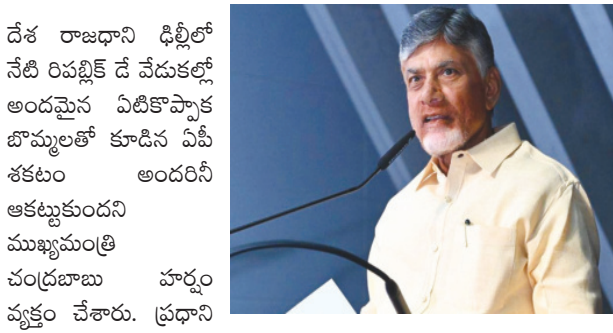 దేశ రాజధాని ఢిల్లీలో
నేటి రిపబ్లిక్ డే వేడుకల్లో
అందమైన ఏటికొప్పాక
బొమ్మలతో కూడిన ఏపీ
శకటం అందరినీ
ఆకట్టుకుందని
ముఖ్యమంత్రి
చంద్రబాబు హర్షం
వ్యక్తం చేశారు. ప్రధాని